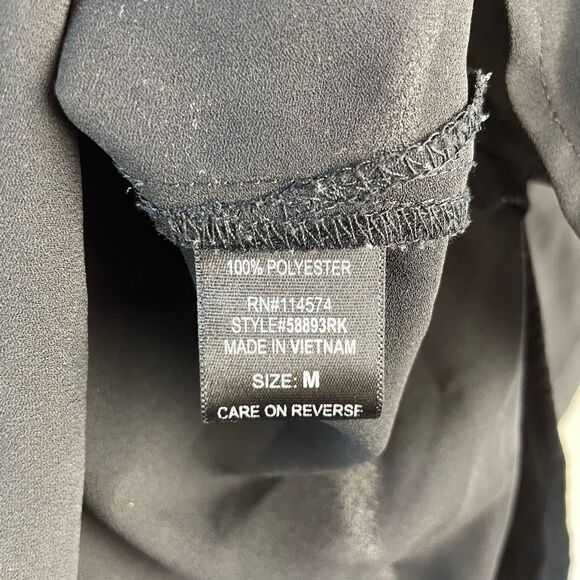 100% POLYESTER
RN#114574
STYLE#58893RK
MADE IN VIETNAM
SIZE: M
CARE ON REVERSE